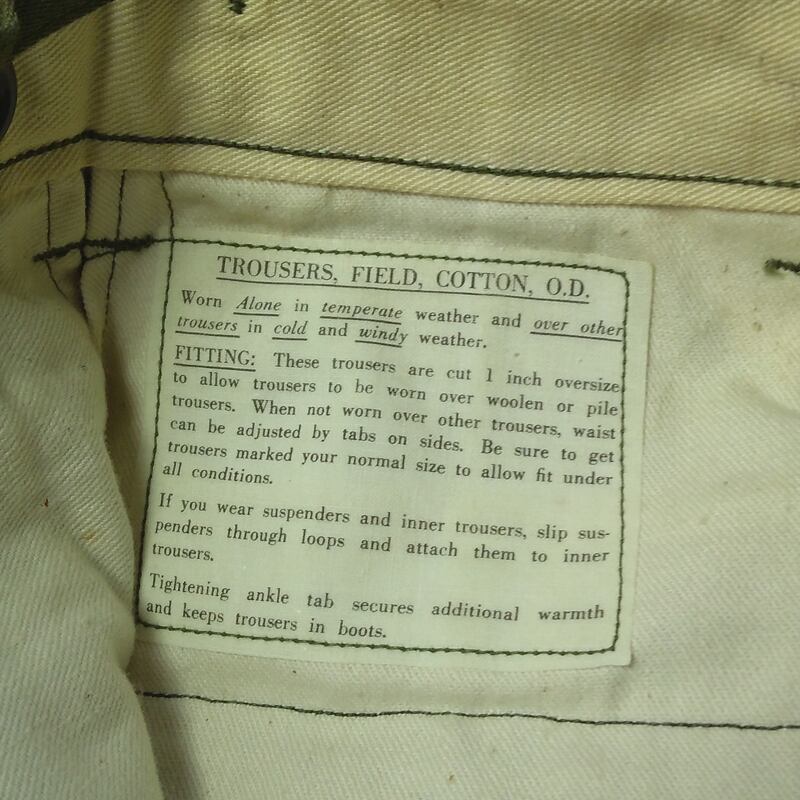 TROUSERS, FIELD, COTTON, O.D.
Worn Alone in temperate weather and over other
trousers in cold and windy weather.
FITTING: These trousers are cut 1 inch oversize
to allow trousers to be worn over woolen or pile
trousers. When not worn over other trousers, waist
can be adjusted by tabs on sides. Be sure to get
trousers marked your normal size to allow fit under
all conditions.
If you wear suspenders and inner trousers, slip sus-
penders through loops and attach them to inner
trousers.
Tightening ankle tab secures additional warmth
and keeps trousers in boots.